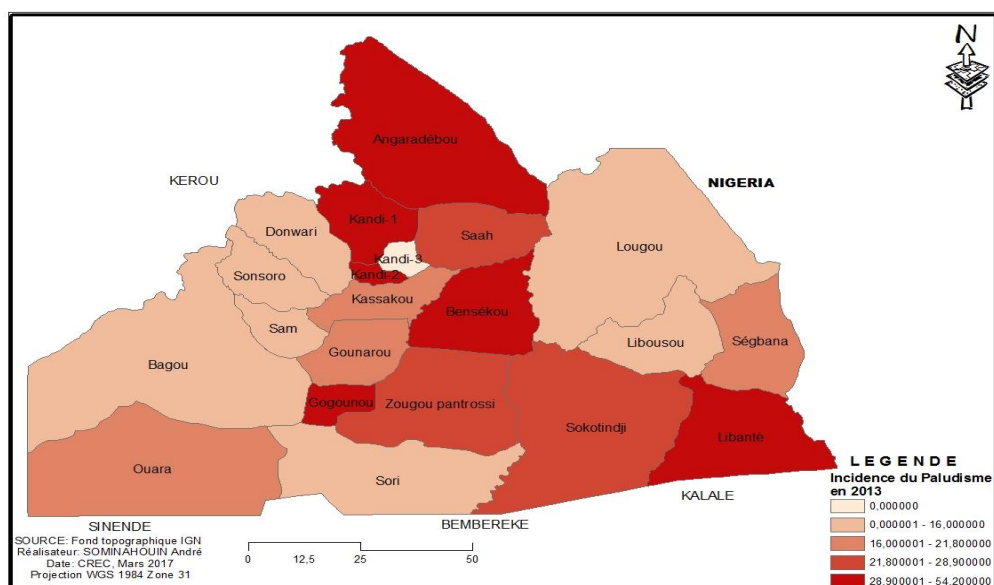 N
Angaradébou
KEROU
NIGERIA
Kandi-1
Donwari
Saah
Lougou
Kandi-3
Sonsoro
Kandi-2
Kassakou
Bensékou
Sam
Libousou
Ségbana
Gounarou
Bagou
Gogounou
Zougou pantrossi
Sokotindji
Libantè
Ouara
Sori
KALALE
SINENDE
BEMBEREKE
LEGENDE
Incidence du Paludisme
en 2013
0,000000
0,000001 - 16,000000
16,000001 - 21,800000
21,800001 - 28,900000
28,900001 - 54,200000
SOURCE: Fond topographique IGN
Réalisateur: SOMINAHOUIN André
Date: CREC, Mars 2017
Projection WGS 1984 Zone 31
0 12,5 25 50